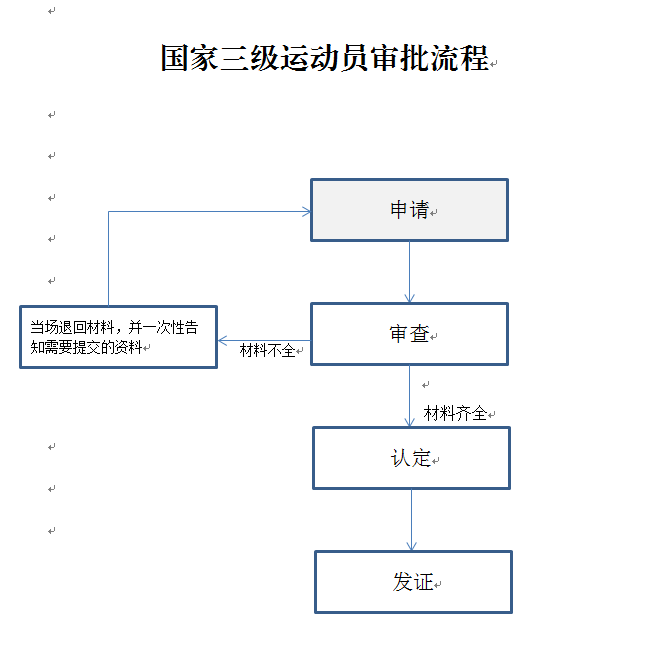 国家三级运动员审批流程
申请
审查
当场退回材料，并一次性告
知需要提交的资料
材料不全
材料齐全
认定
发证